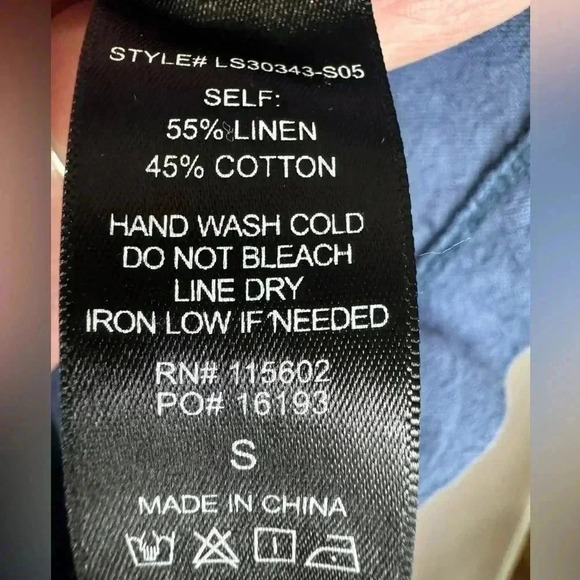 STYLE# LS30343-S05
SELF:
55% LINEN
45% COTTON
HAND WASH COLD
DO NOT BLEACH
LINE DRY
IRON LOW IF NEEDED
RN# 115602
PO# 16193
S
MADE IN CHINA